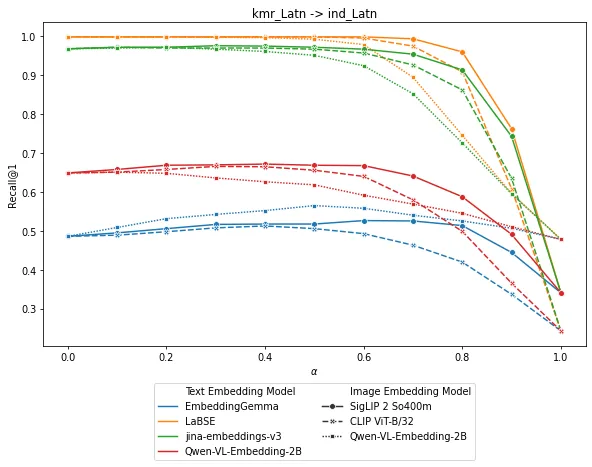 kmr_Latn -> ind_Latn
Recall@1
1.0
0.9
0.8
0.7
0.6
0.5
0.4
0.3
0.0
0.2
0.4
0.6
0.8
1.0
α
Text Embedding Model
EmbeddingGemma
LaBSE
jina-embeddings-v3
Qwen-VL-Embedding-2B
Image Embedding Model
SigLIP 2 So400m
CLIP ViT-B/32
Qwen-VL-Embedding-2B